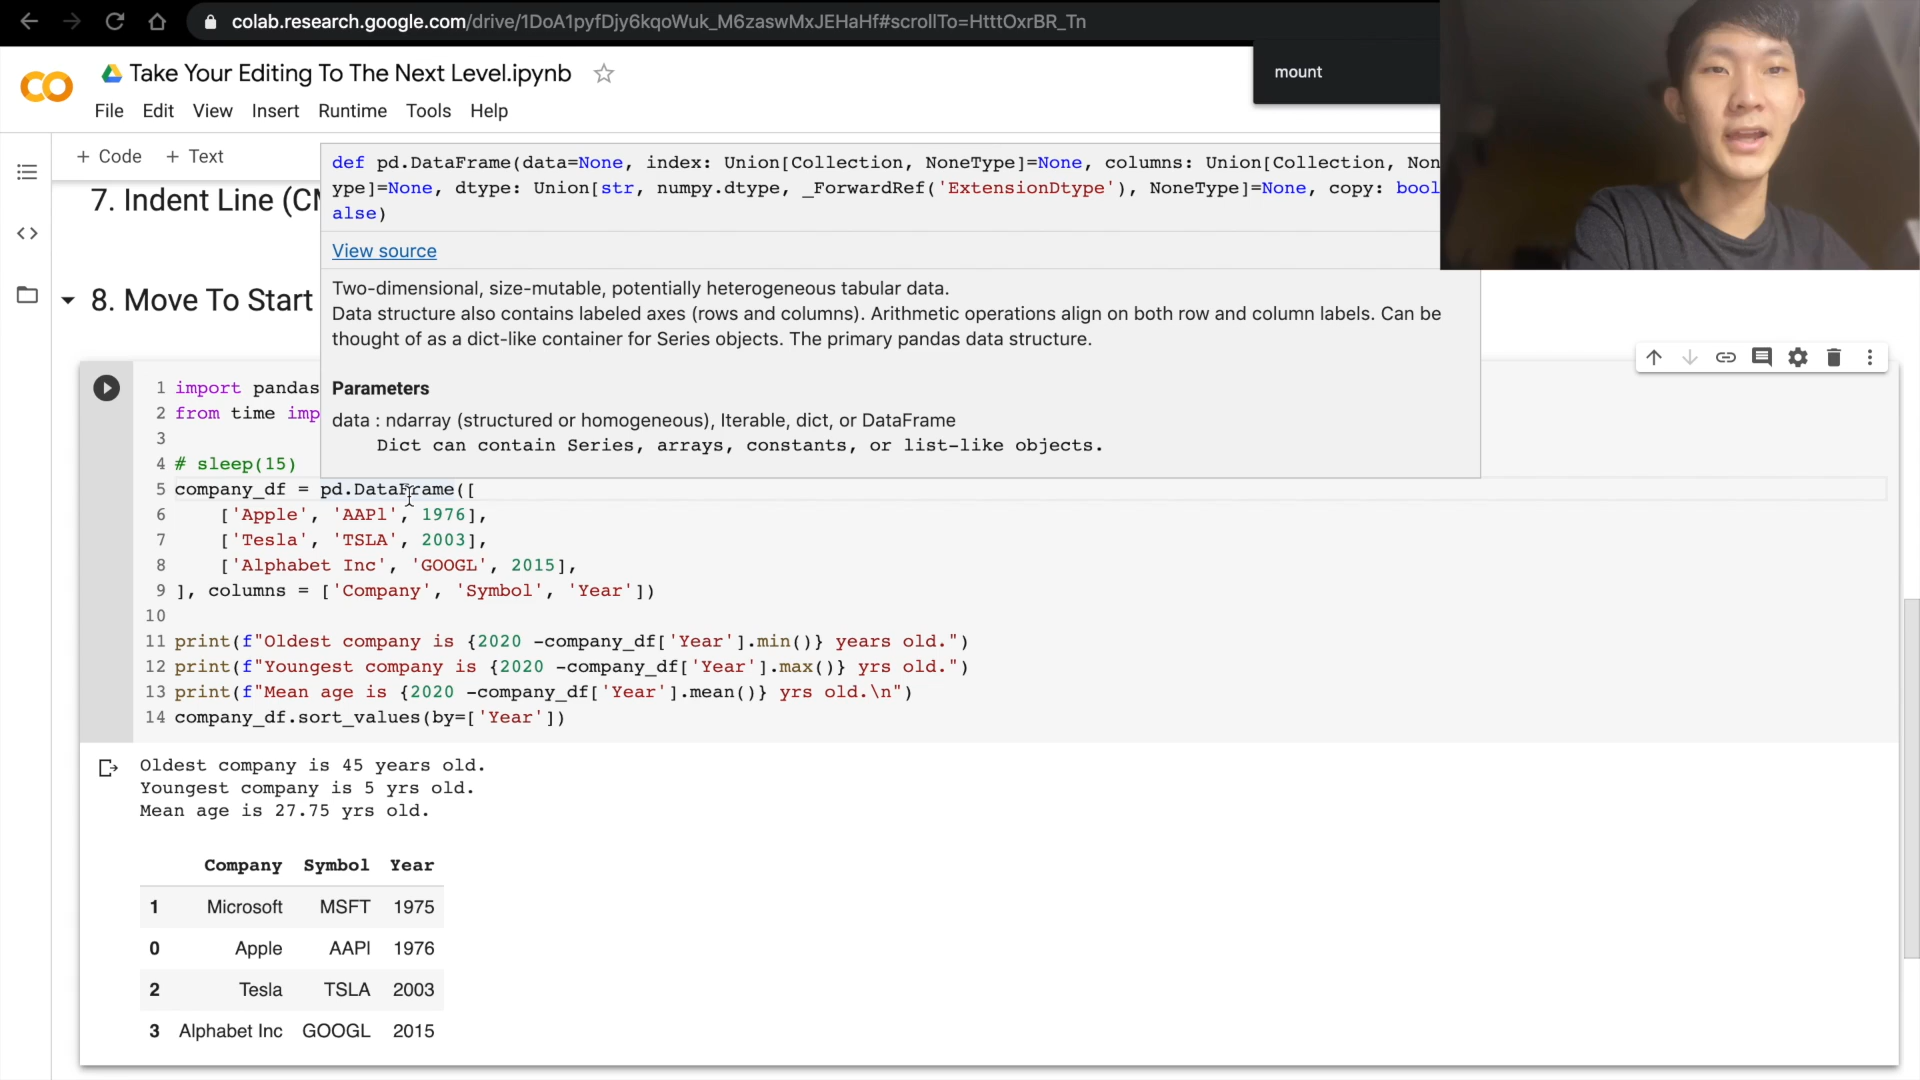 colab.research.google.com/drive/1DoA1pyfDjy6kqoWuk_M6zaswMxJEHaHf#scrollTo=HtttOxrBR_Tn
Take Your Editing To The Next Level.ipynb
mount
File Edit View Insert Runtime Tools Help
+ Code + Text
def pd.DataFrame(data=None, index: Union[Collection, NoneType]=None, columns: Union[Collection, Non
ype]=None, dtype: Union[str, numpy.dtype, _ForwardRef('ExtensionDtype'), NoneType]=None, copy: bool
alse)
View source
Two-dimensional, size-mutable, potentially heterogeneous tabular data.
Data structure also contains labeled axes (rows and columns). Arithmetic operations align on both row and column labels. Can be
thought of as a dict-like container for Series objects. The primary pandas data structure.
Parameters
data : ndarray (structured or homogeneous), Iterable, dict, or DataFrame
Dict can contain Series, arrays, constants, or list-like objects.
7. Indent Line (CM
8. Move To Start
1 import pandas
2 from time imp
3
4 # sleep(15)
5 company_df = pd.DataFrame([
6 ['Apple', 'AAPl', 1976],
7 ['Tesla', 'TSLA', 2003],
8 ['Alphabet Inc', 'GOOGL', 2015],
9 ], columns = ['Company', 'Symbol', 'Year'])
10
11 print(f"Oldest company is {2020 -company_df['Year'].min()} years old.")
12 print(f"Youngest company is {2020 -company_df['Year'].max()} yrs old.")
13 print(f"Mean age is {2020 -company_df['Year'].mean()} yrs old.\n")
14 company_df.sort_values(by=['Year'])
Oldest company is 45 years old.
Youngest company is 5 yrs old.
Mean age is 27.75 yrs old.
Company Symbol Year
1 Microsoft MSFT 1975
0 Apple AAPl 1976
2 Tesla TSLA 2003
3 Alphabet Inc GOOGL 2015